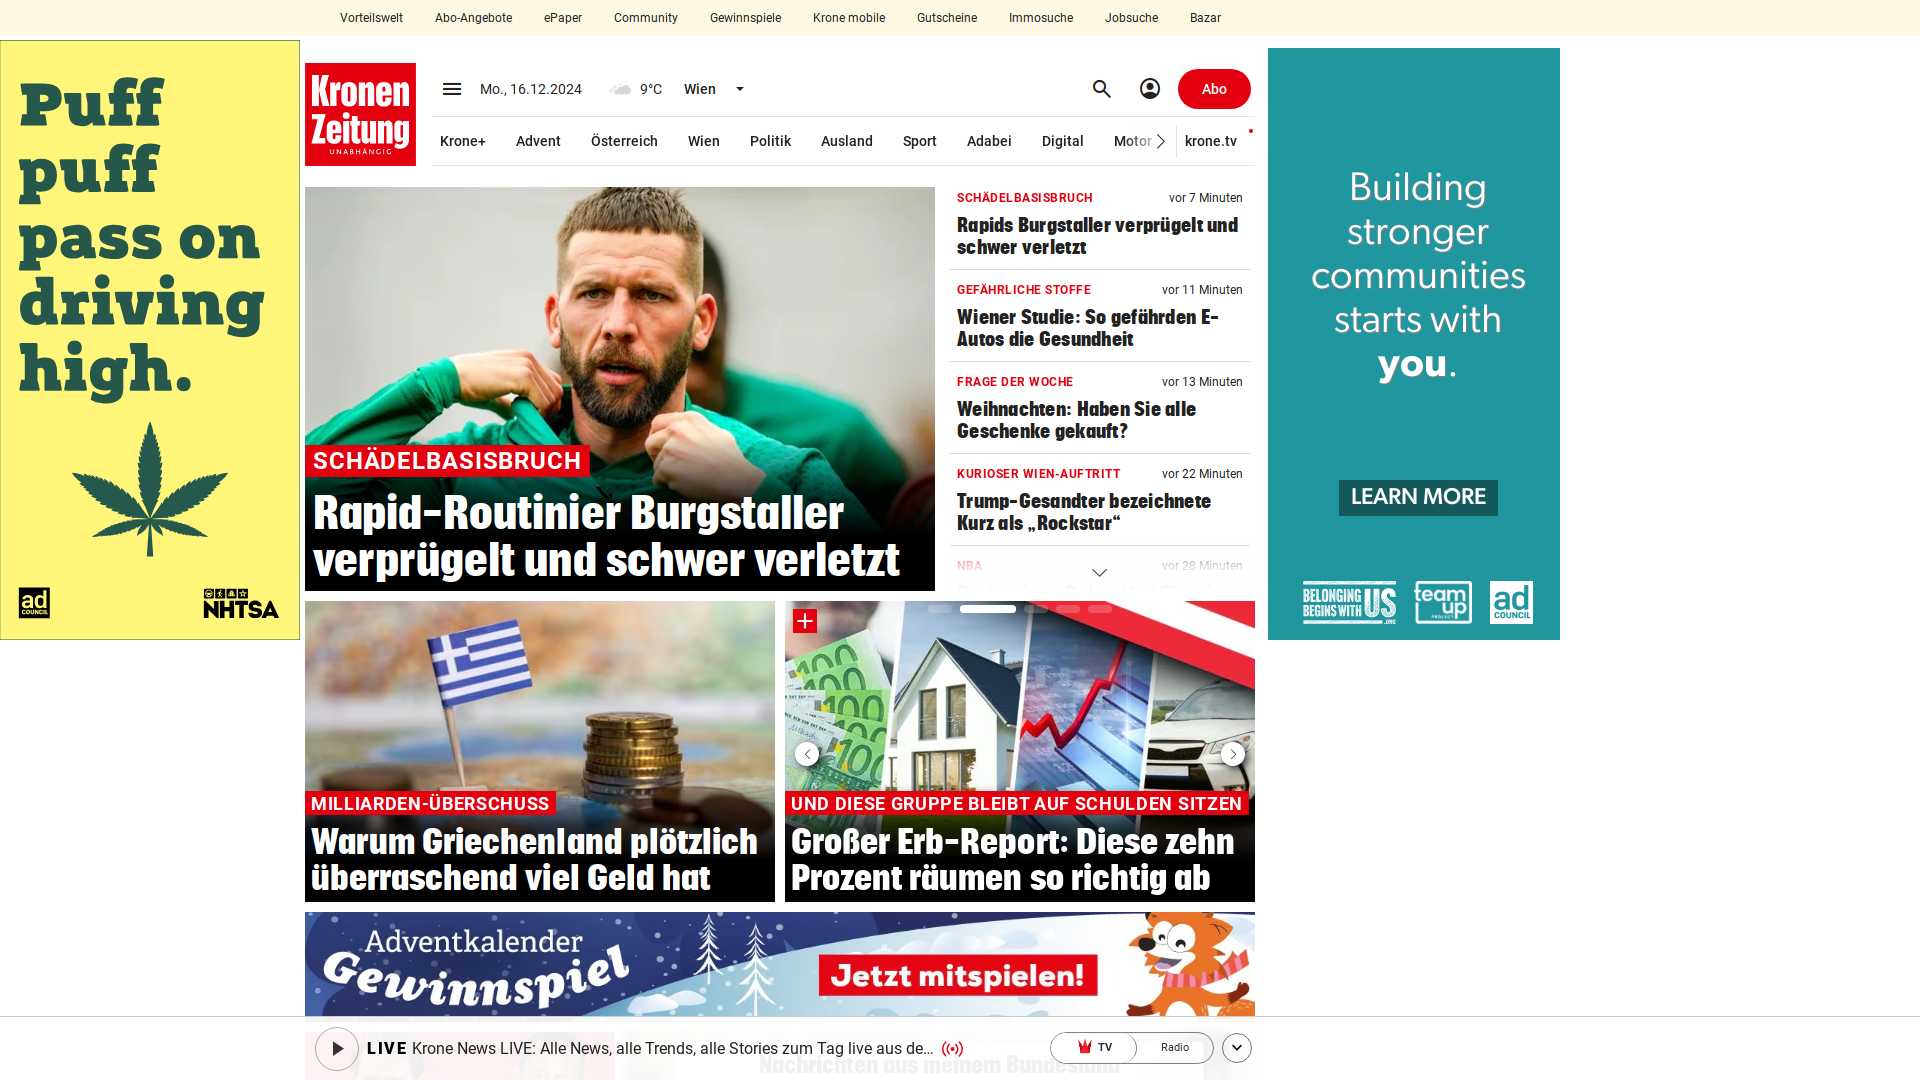 Vorteilswelt Abo-Angebote ePaper Community Gewinnspiele Krone mobile Gutscheine Immosuche Jobsuche Bazar
Puff
puff
pass on
driving
high.
ad
COUNCIL
NHTSA
Kronen
Zeitung
UNABHÄNGIG
Mo., 16.12.2024 9°C Wien
Abo
Krone+ Advent Österreich Wien Politik Ausland Sport Adabei Digital Motor krone.tv
SCHÄDELBASISBRUCH
Rapid-Routinier Burgstaller
verprügelt und schwer verletzt
SCHÄDELBASISBRUCH vor 7 Minuten
Rapids Burgstaller verprügelt und
schwer verletzt
GEFÄHRLICHE STOFFE vor 11 Minuten
Wiener Studie: So gefährden E-
Autos die Gesundheit
FRAGE DER WOCHE vor 13 Minuten
Weihnachten: Haben Sie alle
Geschenke gekauft?
KURIOSER WIEN-AUFTRITT vor 22 Minuten
Trump-Gesandter bezeichnete
Kurz als „Rockstar“
NBA vor 28 Minuten
Building
stronger
communities
starts with
you.
LEARN MORE
BELONGING
BEGINS WITH US
.ORG
team
up
PROJECT
ad
COUNCIL
MILLIARDEN-ÜBERSCHUSS
Warum Griechenland plötzlich
überraschend viel Geld hat
100
100
100
UND DIESE GRUPPE BLEIBT AUF SCHULDEN SITZEN
Großer Erb-Report: Diese zehn
Prozent räumen so richtig ab
Adventkalender
Gewinnspiel
Jetzt mitspielen!
LIVE Krone News LIVE: Alle News, alle Trends, alle Stories zum Tag live aus de…
TV Radio
Nachrichten aus meinem Bundesland